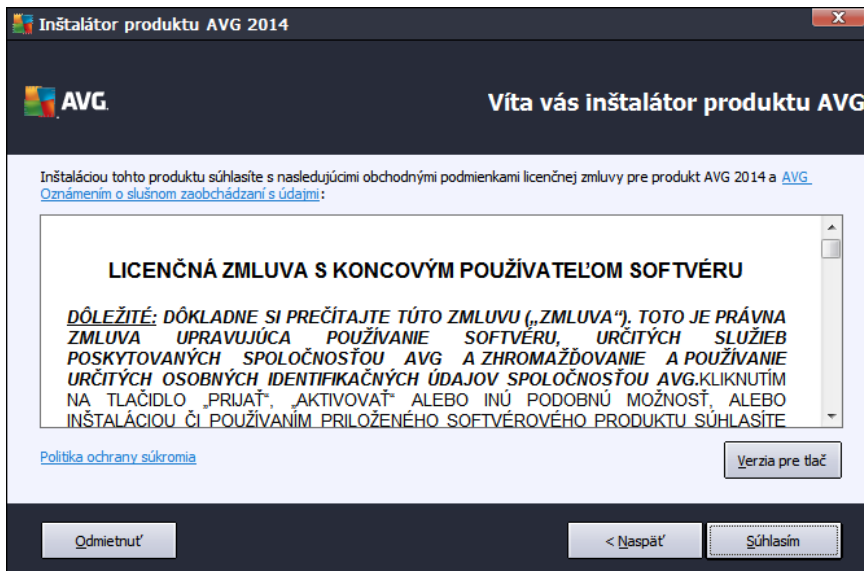 Inštalátor produktu AVG 2014
AVG.
Víta vás inštalátor produktu AVG
Inštaláciou tohto produktu súhlasíte s nasledujúcimi obchodnými podmienkami licenčnej zmluvy pre produkt AVG 2014 a AVG
Oznámením o slušnom zaobchádzaní s údajmi:
LICENČNÁ ZMLUVA S KONCOVÝM POUŽÍVATEĽOM SOFTVÉRU
DÔLEŽITÉ: DÔKLADNE SI PREČÍTAJTE TÚTO ZMLUVU („ZMLUVA“). TOTO JE PRÁVNA
ZMLUVA UPRAVUJÚCA POUŽÍVANIE SOFTVÉRU, URČITÝCH SLUŽIEB
POSKYTOVANÝCH SPOLOČNOSŤOU AVG A ZHROMAŽĎOVANIE A POUŽÍVANIE
URČITÝCH OSOBNÝCH IDENTIFIKAČNÝCH ÚDAJOV SPOLOČNOSŤOU AVG.KLIKNUTÍM
NA TLAČIDLO „PRIJAŤ“, „AKTIVOVAŤ“ ALEBO INÚ PODOBNÚ MOŽNOSŤ, ALEBO
INŠTALÁCIOU ČI POUŽÍVANÍM PRILOŽENÉHO SOFTVÉROVÉHO PRODUKTU SÚHLASÍTE
Politika ochrany súkromia
Verzia pre tlač
Odmietnuť
< Naspäť
Súhlasím